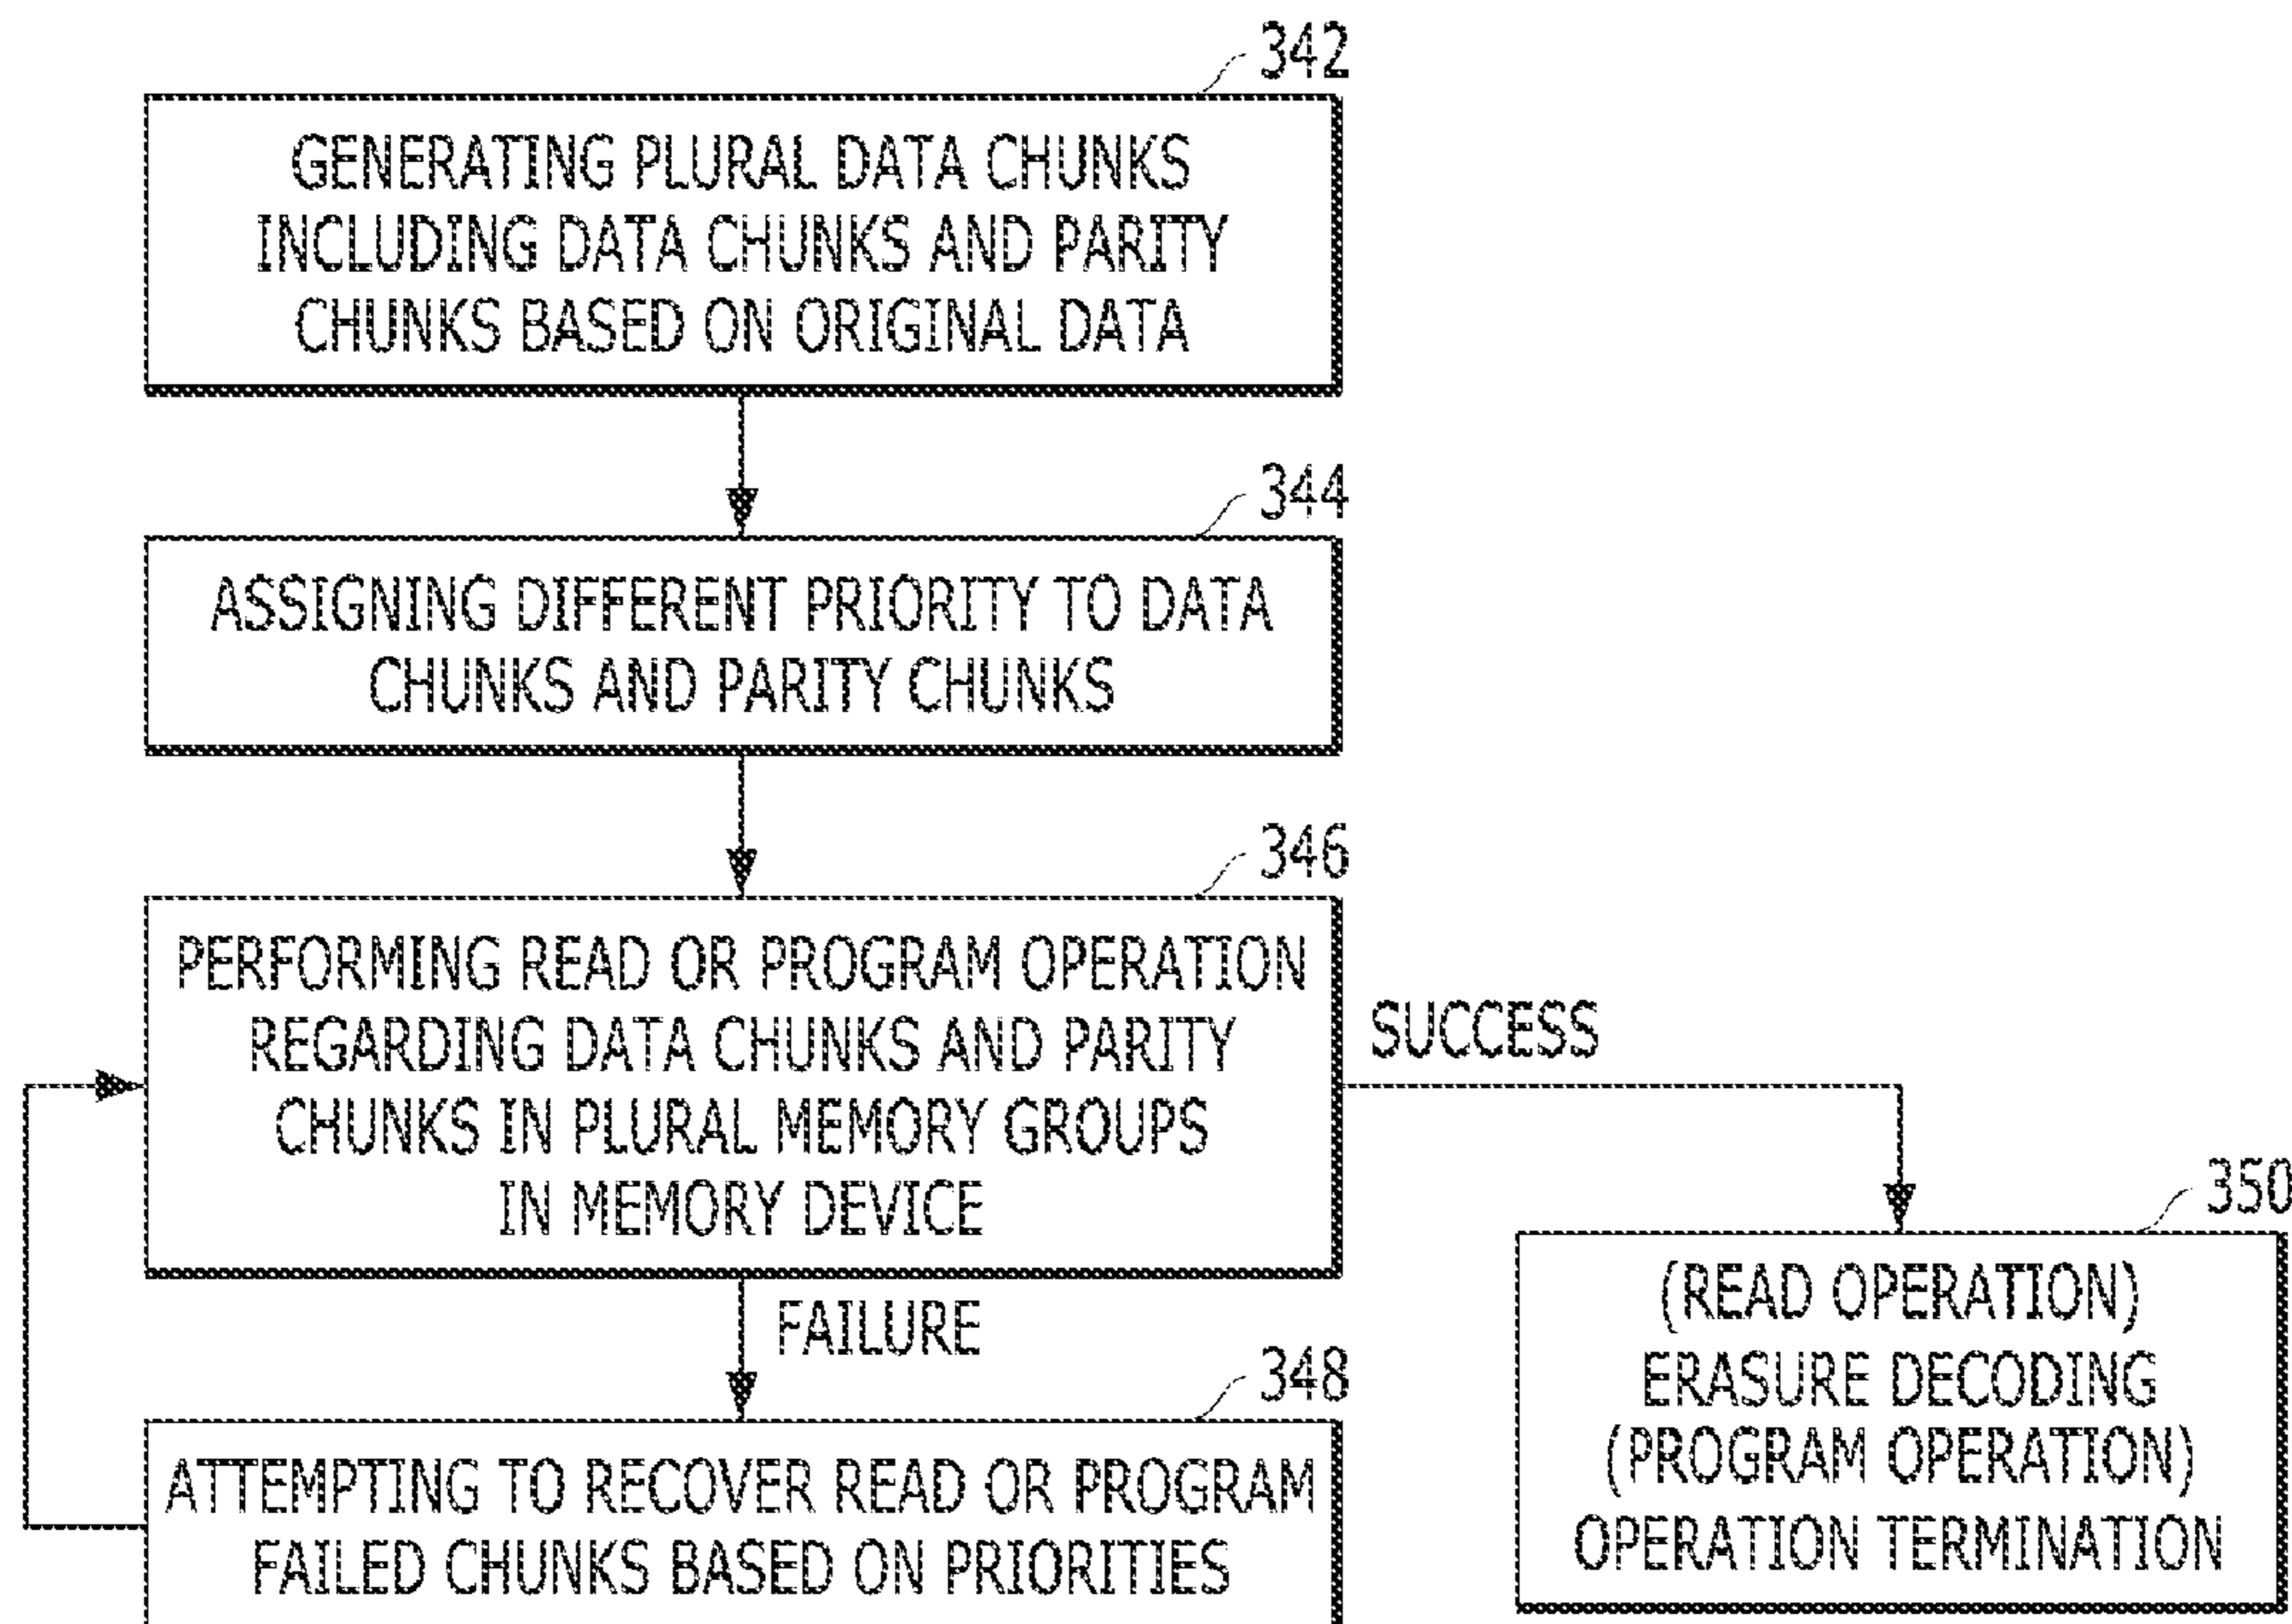 342
GENERATING PLURAL DATA CHUNKS
INCLUDING DATA CHUNKS AND PARITY
CHUNKS BASED ON ORIGINAL DATA
344
ASSIGNING DIFFERENT PRIORITY TO DATA
CHUNKS AND PARITY CHUNKS
346
PERFORMING READ OR PROGRAM OPERATION
REGARDING DATA CHUNKS AND PARITY
CHUNKS IN PLURAL MEMORY GROUPS
IN MEMORY DEVICE
SUCCESS
FAILURE
348
ATTEMPTING TO RECOVER READ OR PROGRAM
FAILED CHUNKS BASED ON PRIORITIES
350
(READ OPERATION)
ERASURE DECODING
(PROGRAM OPERATION)
OPERATION TERMINATION